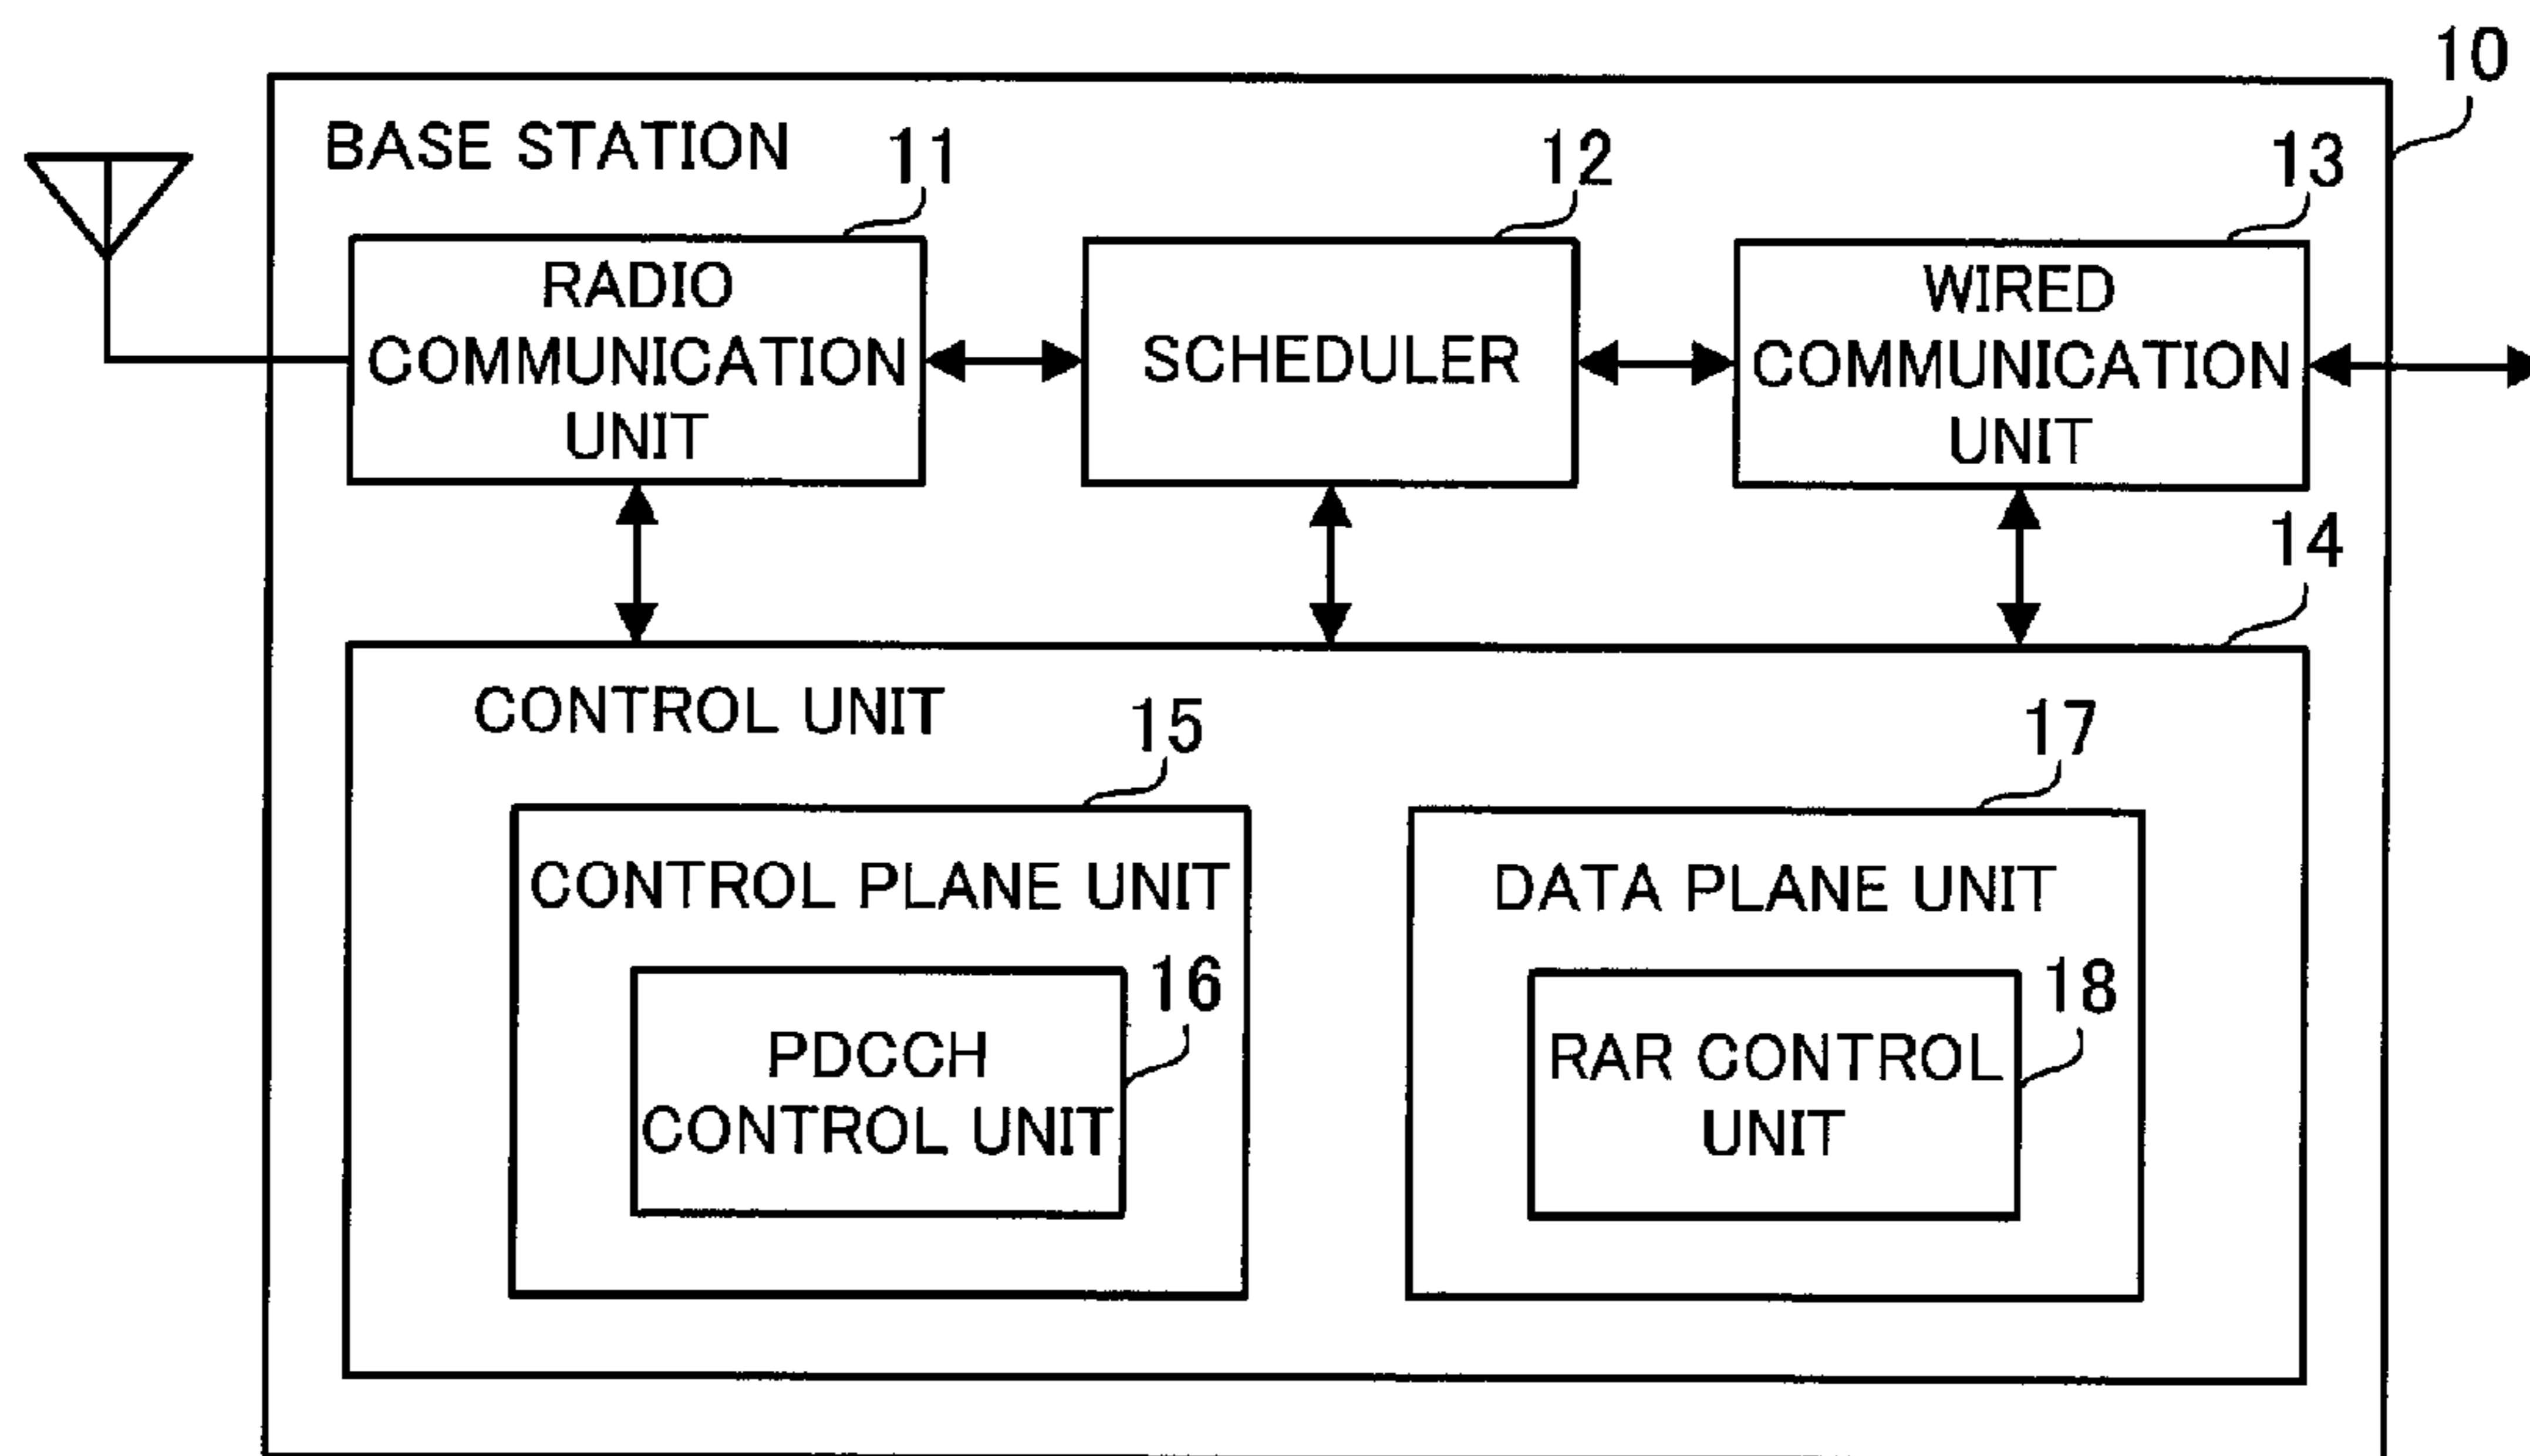 10
BASE STATION
11
12
13
RADIO
COMMUNICATION
UNIT
SCHEDULER
WIRED
COMMUNICATION
UNIT
14
CONTROL UNIT
15
17
CONTROL PLANE UNIT
DATA PLANE UNIT
16
18
PDCCH
CONTROL UNIT
RAR CONTROL
UNIT